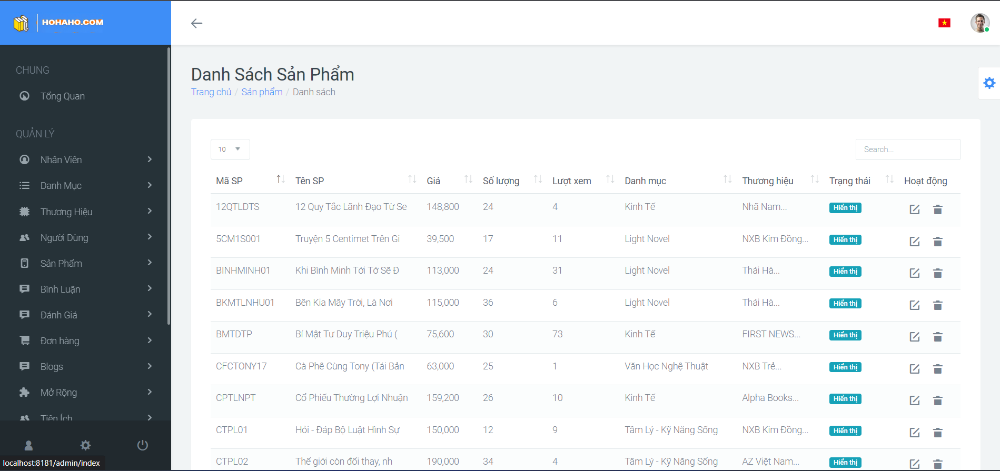 HOHAHO.COM
CHUNG
Tổng Quan
QUẢN LÝ
Nhân Viên
Danh Mục
Thương Hiệu
Người Dùng
Sản Phẩm
Bình Luận
Đánh Giá
Đơn hàng
Blogs
Mở Rộng
Tiện Ích
localhost:8181/admin/index
Danh Sách Sản Phẩm
Trang chủ / Sản phẩm / Danh sách
10
Search...
Mã SP Tên SP Giá Số lượng Lượt xem Danh mục Thương hiệu Trạng thái Hoạt động
12QTLDTS 12 Quy Tắc Lãnh Đạo Từ Se 148,800 24 4 Kinh Tế Nhã Nam... Hiển thị
5CM1S001 Truyện 5 Centimet Trên Gi 39,500 17 11 Light Novel NXB Kim Đồng... Hiển thị
BINHMINH01 Khi Bình Minh Tới Tớ Sẽ Đ 113,000 24 31 Light Novel Thái Hà... Hiển thị
BKMTLNHU01 Bên Kia Mây Trời, Là Nơi 115,000 36 6 Light Novel Thái Hà... Hiển thị
BMTDTP Bí Mật Tư Duy Triệu Phú ( 75,600 30 73 Kinh Tế FIRST NEWS... Hiển thị
CFCTONY17 Cà Phê Cùng Tony (Tái Bản 63,000 25 1 Văn Học Nghệ Thuật NXB Trẻ... Hiển thị
CPTLNPT Cổ Phiếu Thường Lợi Nhuận 159,200 26 10 Kinh Tế Alpha Books... Hiển thị
CTPL01 Hỏi - Đáp Bộ Luật Hình Sự 150,000 12 9 Tâm Lý - Kỹ Năng Sống NXB Kim Đồng... Hiển thị
CTPL02 Thế giới còn đổi thay, nh 190,000 34 4 Tâm Lý - Kỹ Năng Sống AZ Việt Nam... Hiển thị